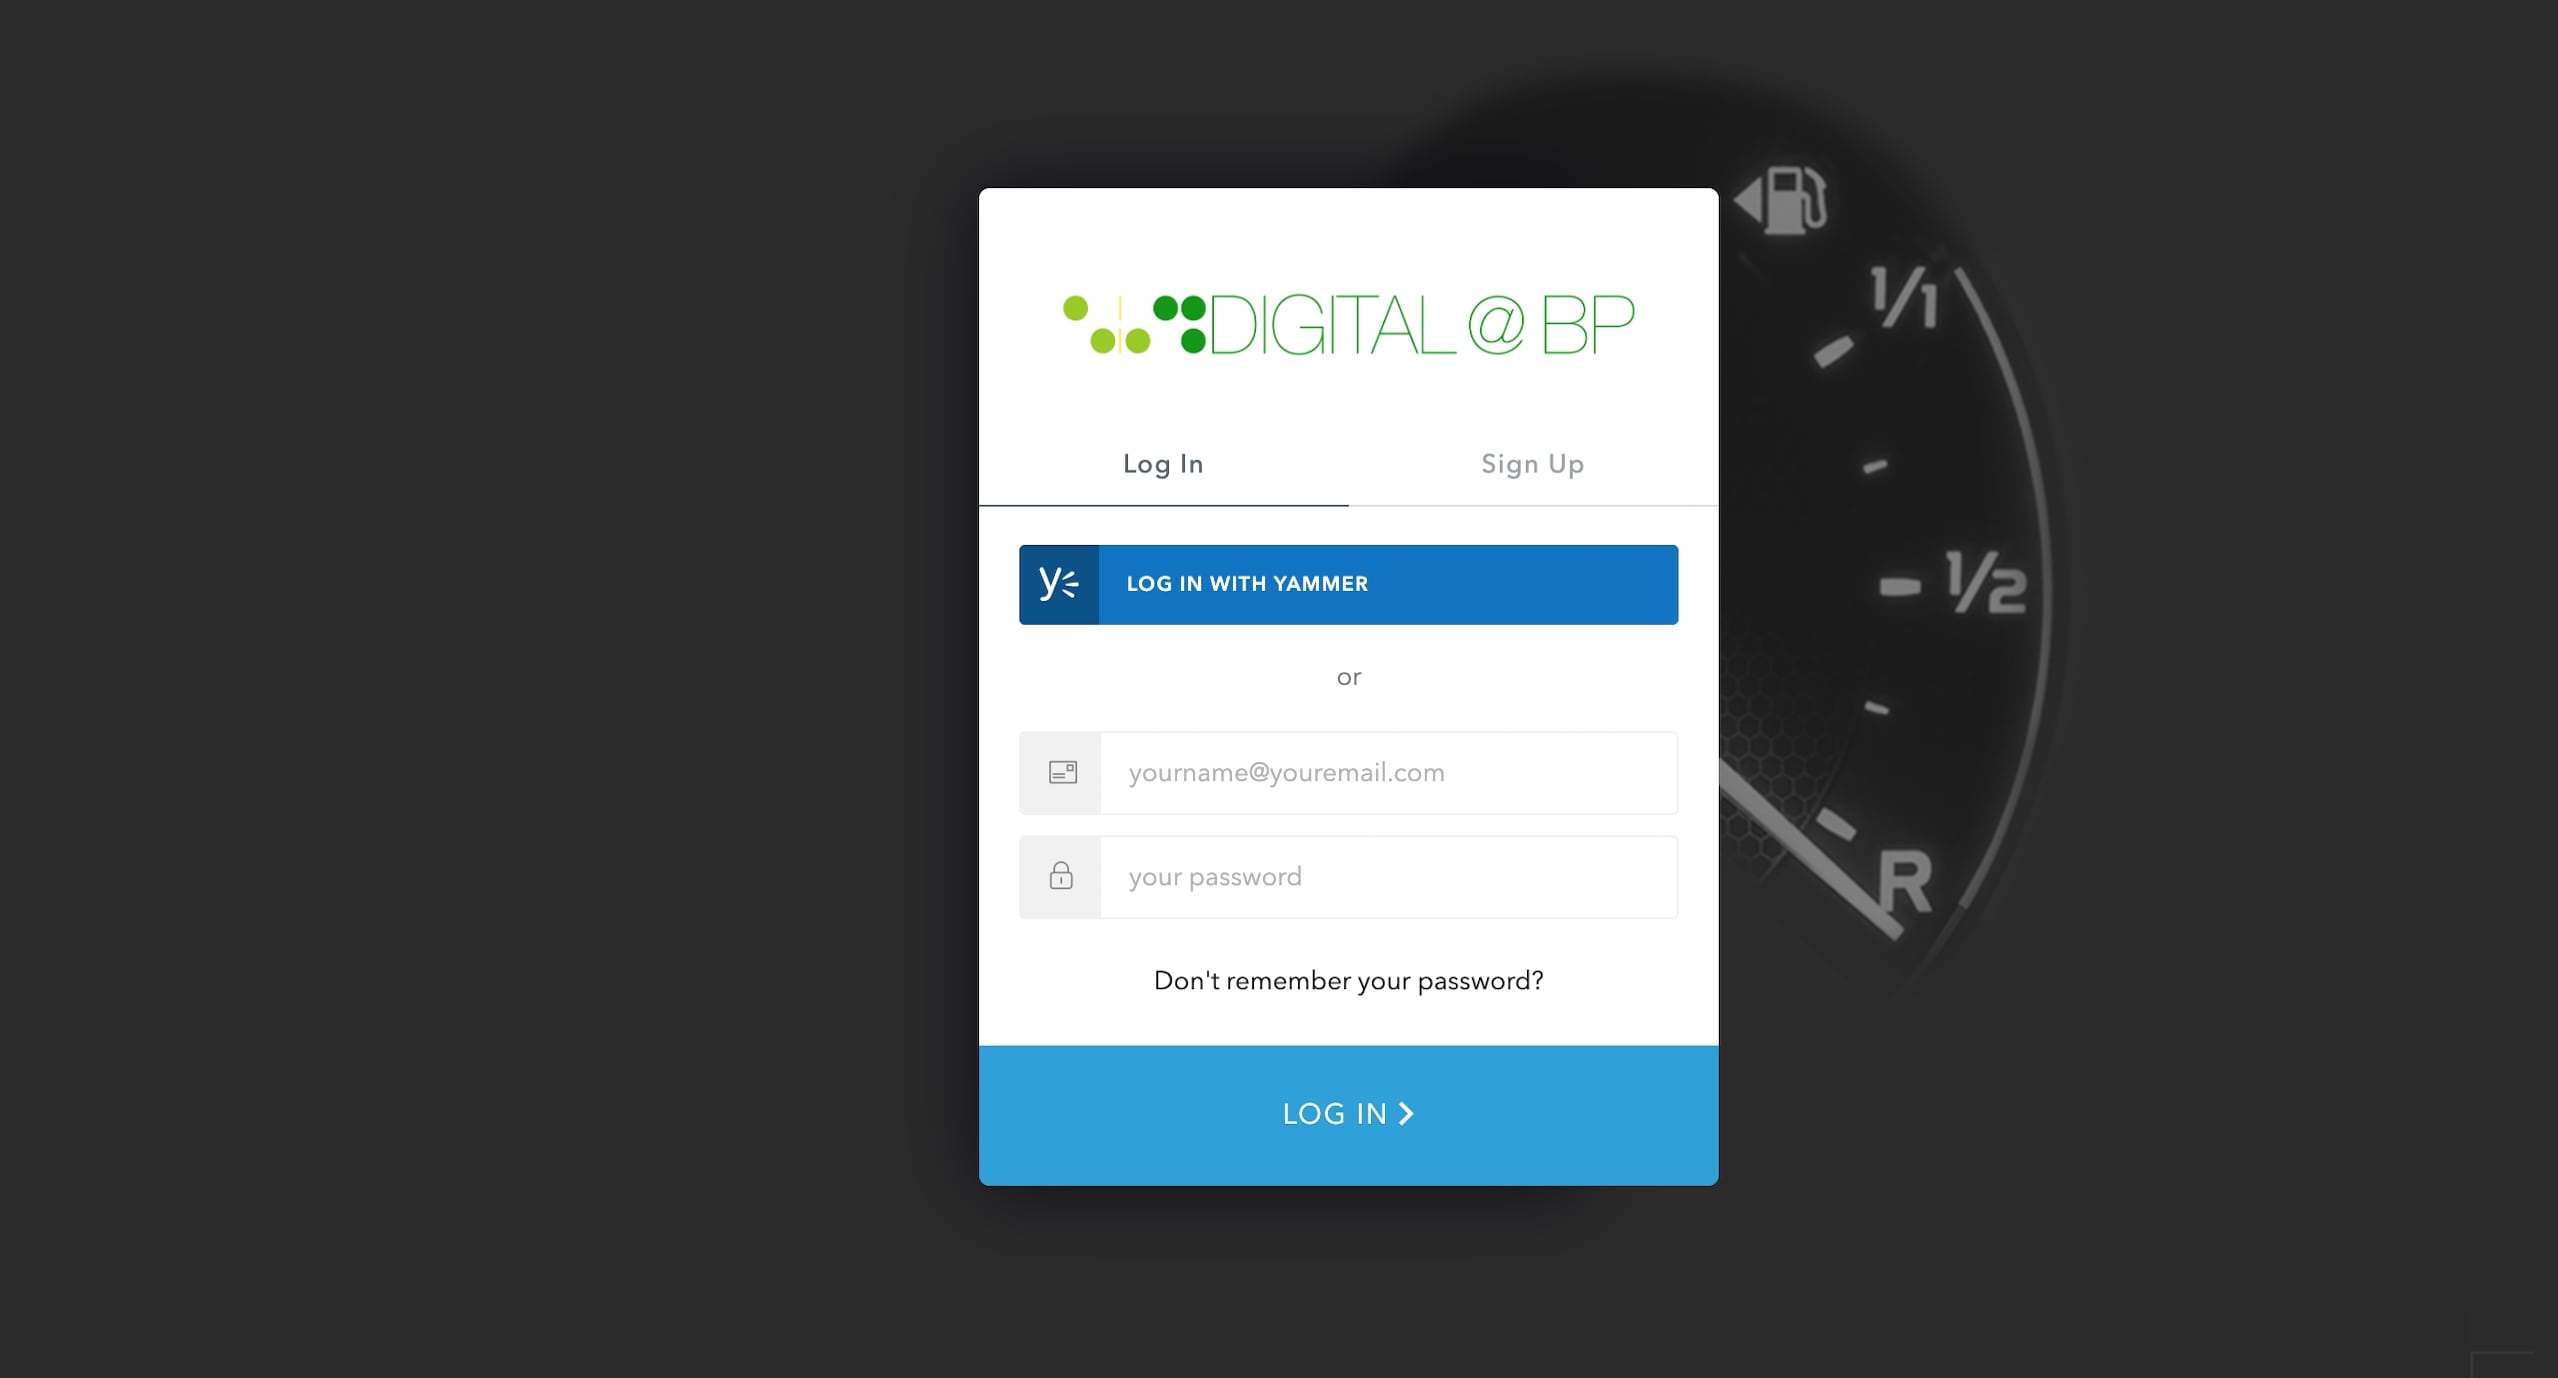 DIGITAL @ BP
Log In
Sign Up
LOG IN WITH YAMMER
or
yourname@youremail.com
your password
Don't remember your password?
LOG IN
1/1
1/2
R